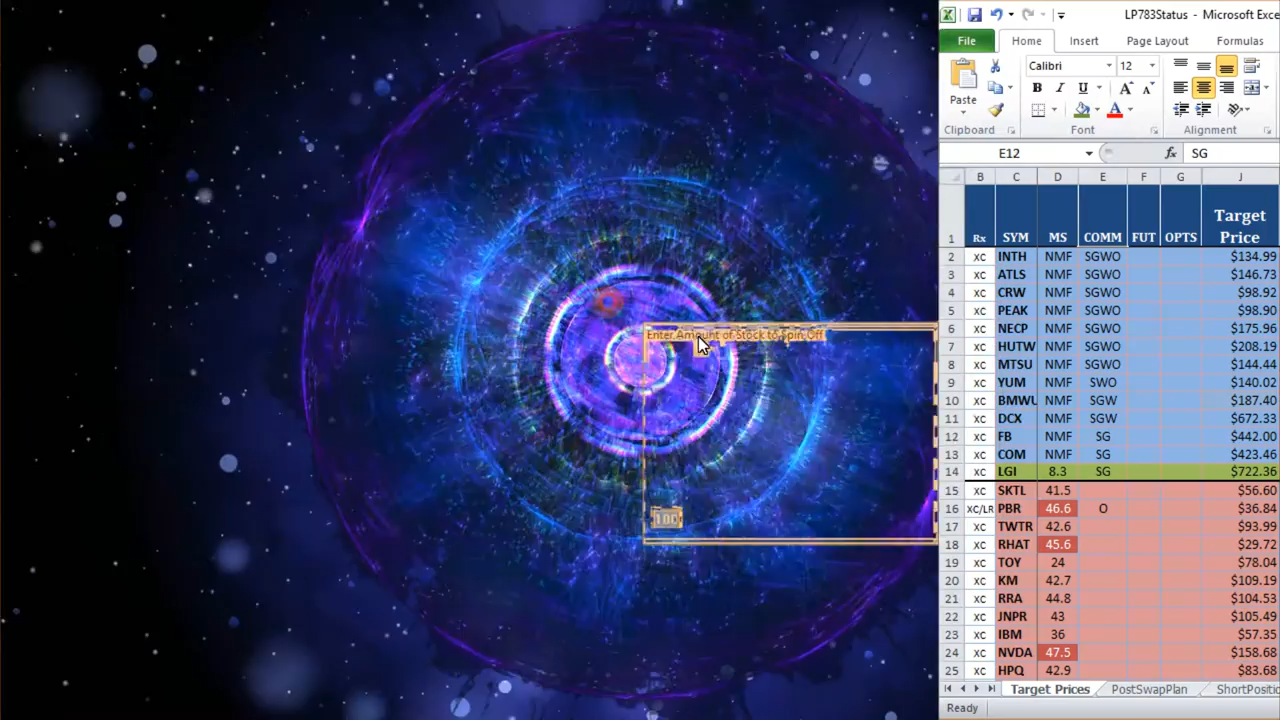 LP783Status - Microsoft Exce
File Home Insert Page Layout Formulas
Calibri 12
Paste B I U A A
Clipboard Font Alignment
E12 fx SG
B C D E F G J
1 Rx SYM MS COMM FUT OPTS Target Price
2 XC INTH NMF SGWO $134.99
3 XC ATLS NMF SGWO $146.73
4 XC CRW NMF SGWO $98.92
5 XC PEAK NMF SGWO $98.90
6 XC NECP NMF SGWO $175.96
7 XC HUTW NMF SGWO $208.19
8 XC MTSU NMF SGWO $144.44
9 XC YUM NMF SWO $140.02
10 XC BMWU NMF SGW $187.40
11 XC DCX NMF SGW $672.33
12 XC FB NMF SG $442.00
13 XC COM NMF SG $423.46
14 XC LGI 8.3 SG $722.36
15 XC SKTL 41.5 $56.60
16 XC/LR PBR 46.6 O $36.84
17 XC TWTR 42.6 $93.99
18 XC RHAT 45.6 $29.72
19 XC TOY 24 $58.04
20 XC KM 42.7 $109.19
21 XC RRA 44.8 $104.53
22 XC JNPR 43 $105.49
23 XC IBM 36 $57.35
24 XC NVDA 47.5 $158.68
25 XC HPQ 42.9 $83.68
Target Prices PostSwapPlan ShortPositio
Ready
Enter Amount of Stock to Spin Off
100